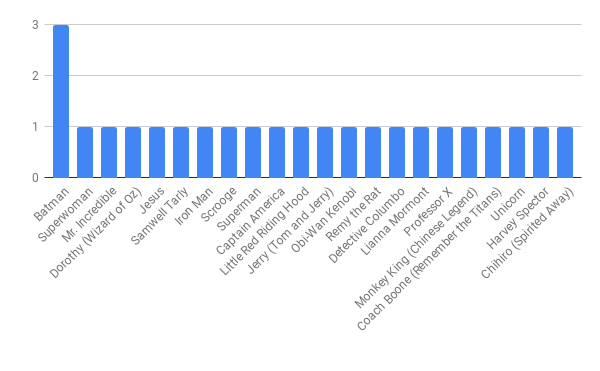 3
2
1
0
Batman
Superwoman
Mr. Incredible
Dorothy (Wizard of Oz)
Jesus
Samwell Tarly
Iron Man
Scrooge
Superman
Captain America
Little Red Riding Hood
Jerry (Tom and Jerry)
Obi-Wan Kenobi
Remy the Rat
Detective Columbo
Lianna Mormont
Professor X
Monkey King (Chinese Legend)
Coach Boone (Remember the Titans)
Unicorn
Harvey Spector
Chihiro (Spirited Away)